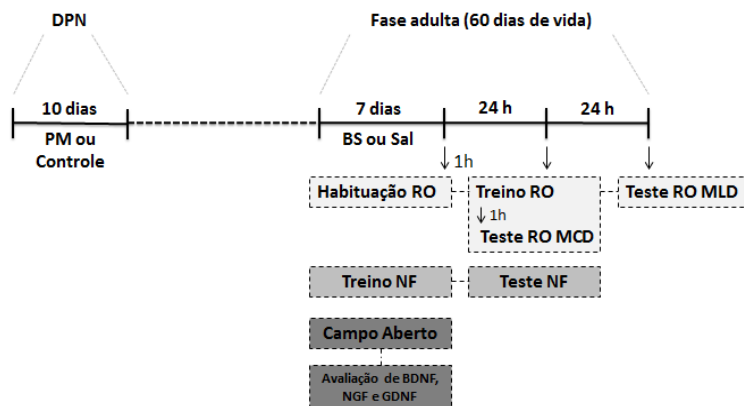 DPN
Fase adulta (60 dias de vida)
10 dias
7 dias
24 h
24 h
PM ou
Controle
BS ou Sal
1h
Habituação RO
Treino RO
1h
Teste RO MCD
Teste RO MLD
Treino NF
Teste NF
Campo Aberto
Avaliação de BDNF,
NGF e GDNF